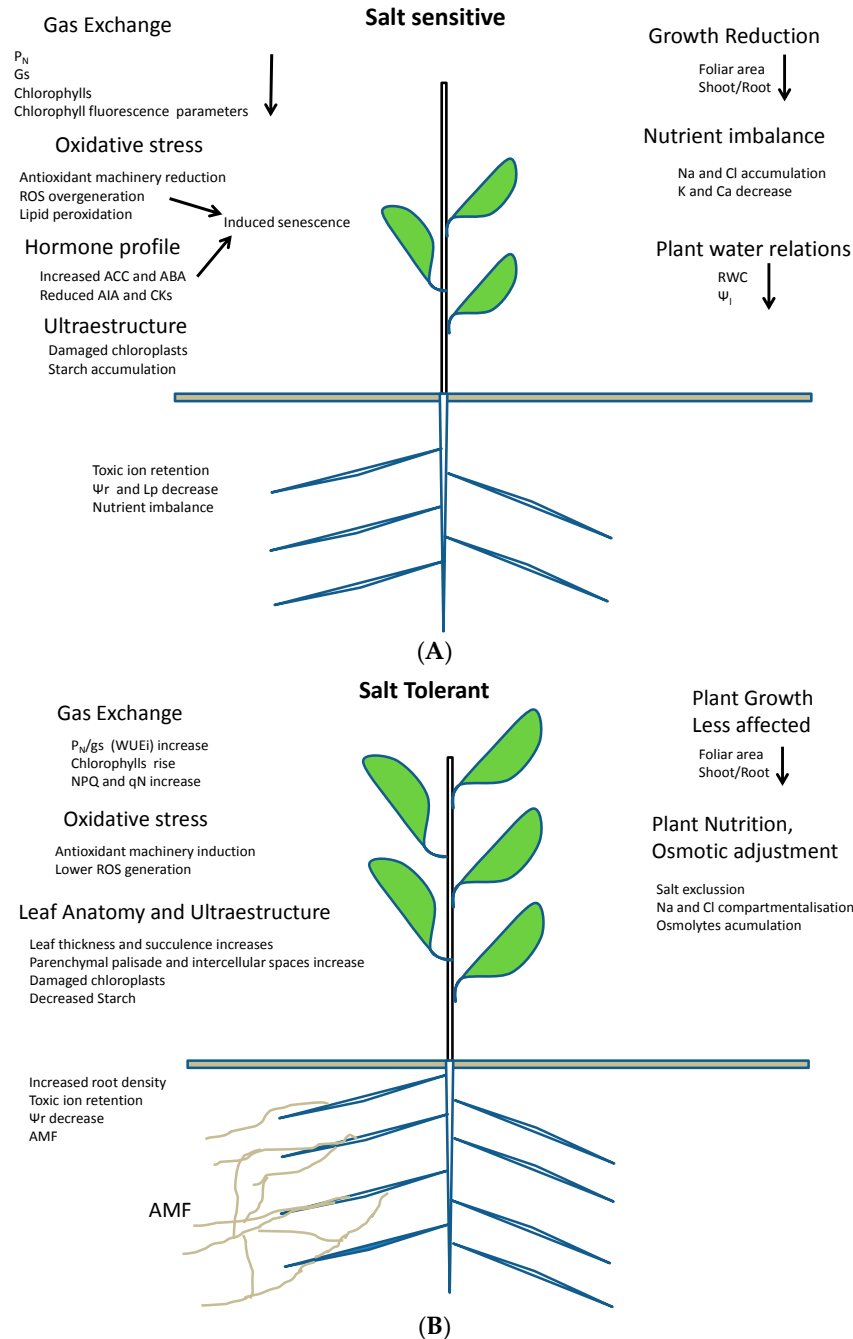 Salt sensitive
Gas Exchange
P_N
Gs
Chlorophylls
Chlorophyll fluorescence parameters
Oxidative stress
Antioxidant machinery reduction
ROS overgeneration
Lipid peroxidation
Induced senescence
Hormone profile
Increased ACC and ABA
Reduced AIA and CKs
Ultraestructure
Damaged chloroplasts
Starch accumulation
Growth Reduction
Foliar area
Shoot/Root
Nutrient imbalance
Na and Cl accumulation
K and Ca decrease
Plant water relations
RWC
Ψ_l
Toxic ion retention
Ψr and Lp decrease
Nutrient imbalance
(A)
Salt Tolerant
Gas Exchange
P_N/gs (WUEi) increase
Chlorophylls rise
NPQ and qN increase
Oxidative stress
Antioxidant machinery induction
Lower ROS generation
Leaf Anatomy and Ultraestructure
Leaf thickness and succulence increases
Parenchymal palisade and intercellular spaces increase
Damaged chloroplasts
Decreased Starch
Plant Growth
Less affected
Foliar area
Shoot/Root
Plant Nutrition,
Osmotic adjustment
Salt exclussion
Na and Cl compartmentalisation
Osmolytes acumulation
Increased root density
Toxic ion retention
Ψr decrease
AMF
AMF
(B)